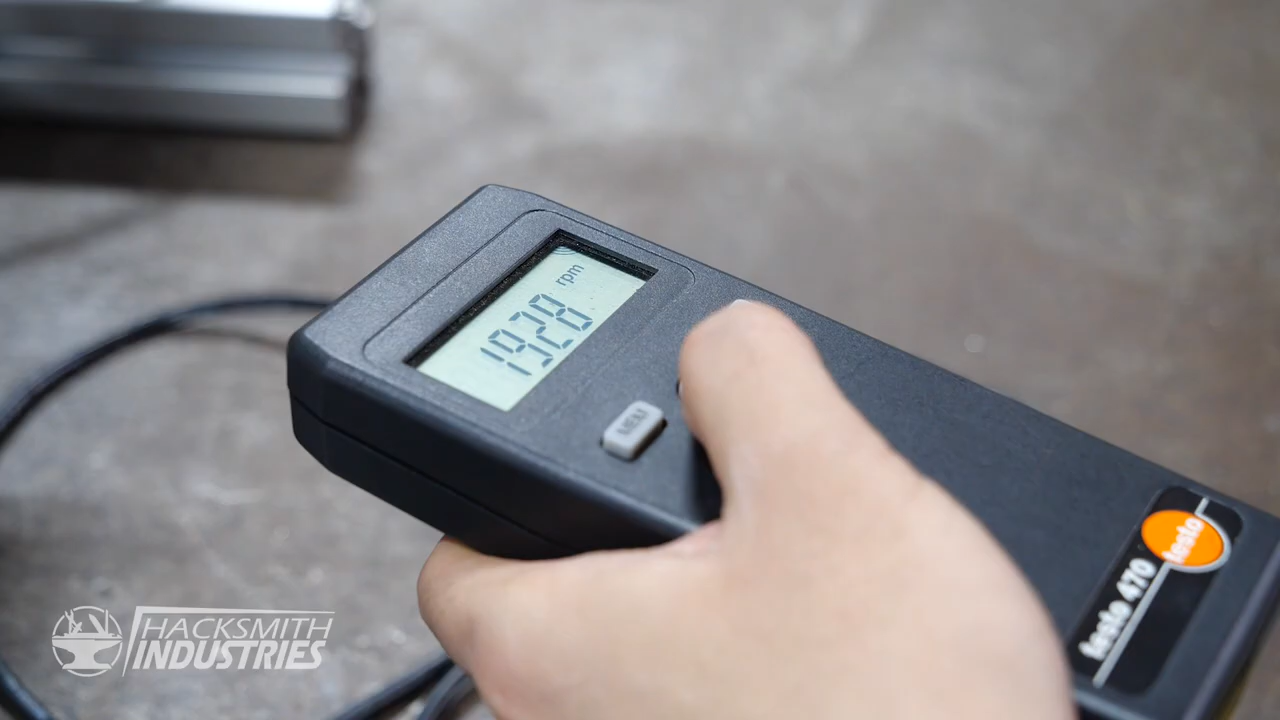 rpm
1928
MENU
testo
testo 470
HACKSMITH
INDUSTRIES